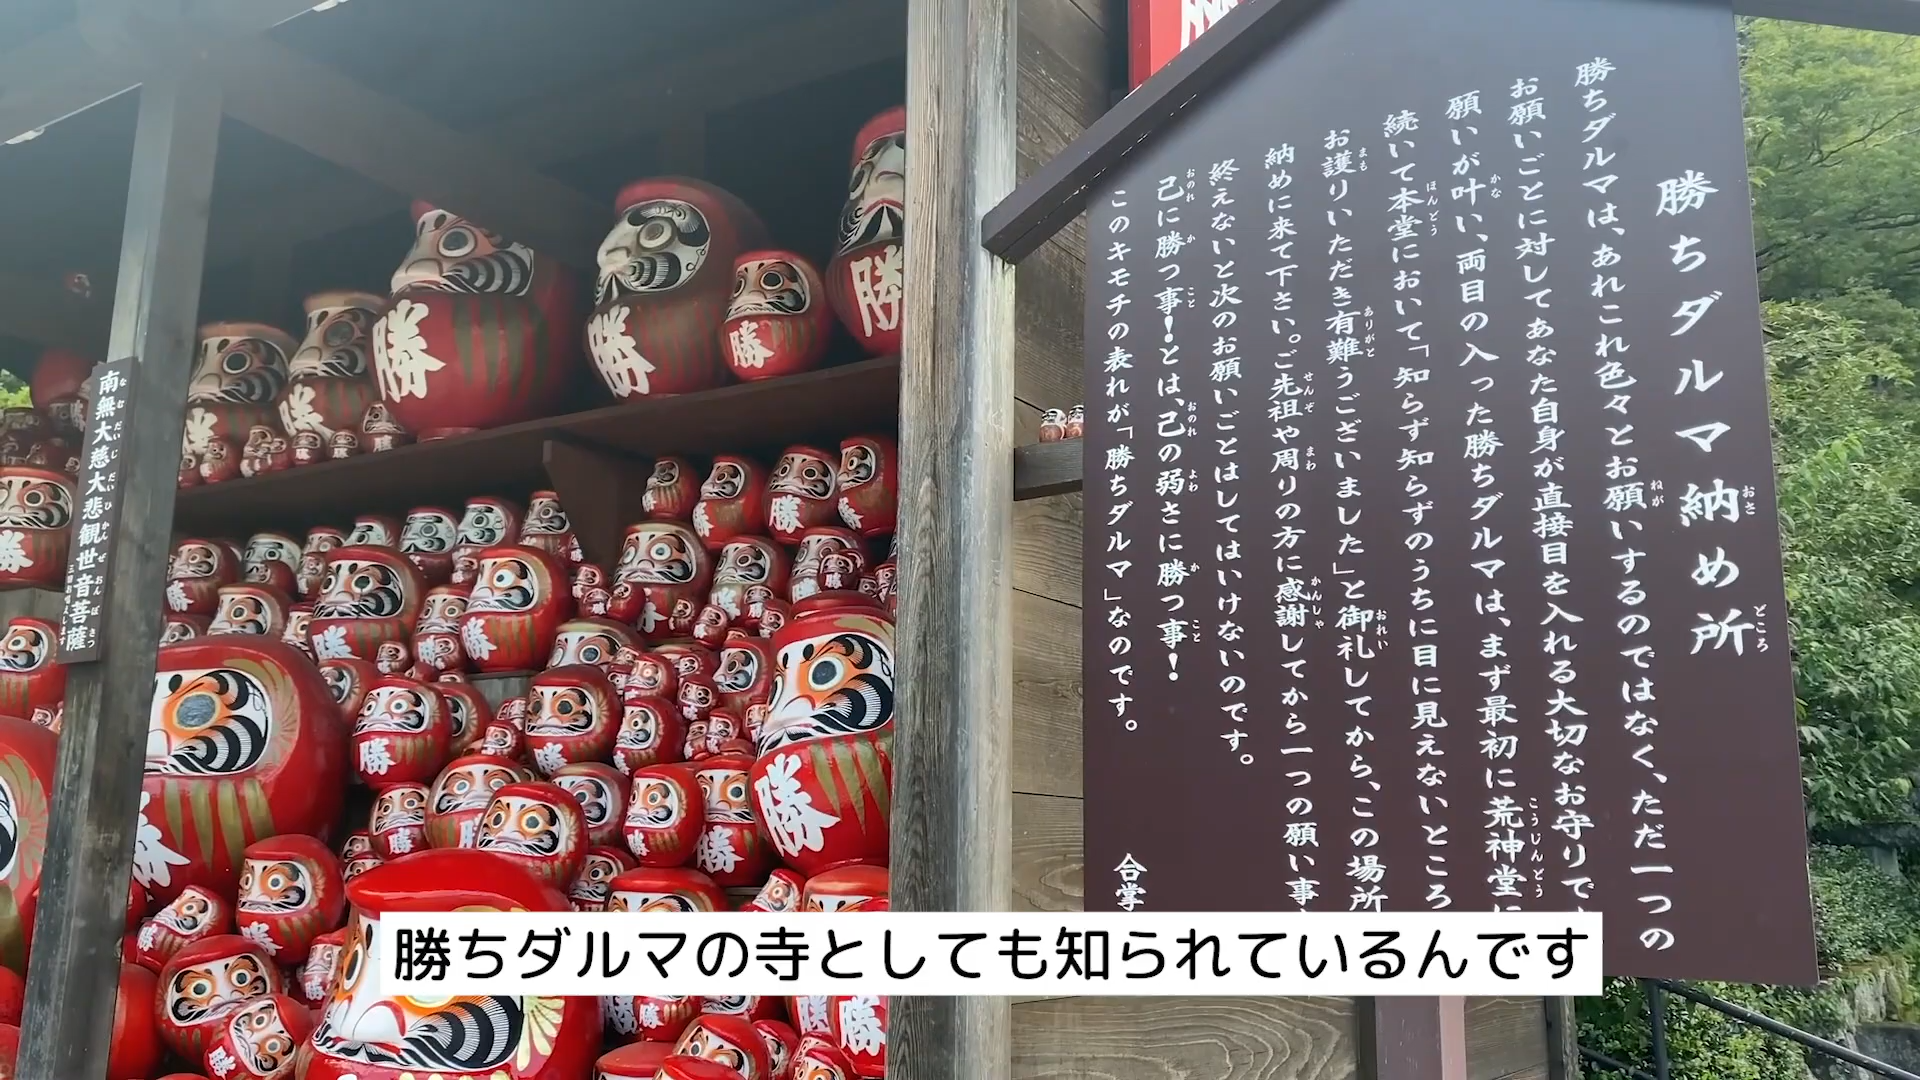 勝ちダルマ納め所
勝ちダルマは、あれこれ色々とお願いするのではなく、ただ一つの
お願いごとに対してあなた自身が直接目を入れる大切なお守りで
願いが叶い、両目の入った勝ちダルマは、まず最初に荒神堂に
続いて本堂において「知らず知らずのうちに目に見えないところ
お護りいただき有難うございました」と御礼してから、この場所
納めに来て下さい。ご先祖や周りの方に感謝してから一つの願い事
終えないと次のお願いごとはしてはいけないのです。
己に勝つ事!とは、己の弱さに勝つ事!
このキモチの表れが「勝ちダルマ」なのです。
合掌
南無大慈大悲観世音菩薩
勝
勝
勝
勝
勝
勝
勝
勝
勝
勝
勝
勝ちダルマの寺としても知られているんです